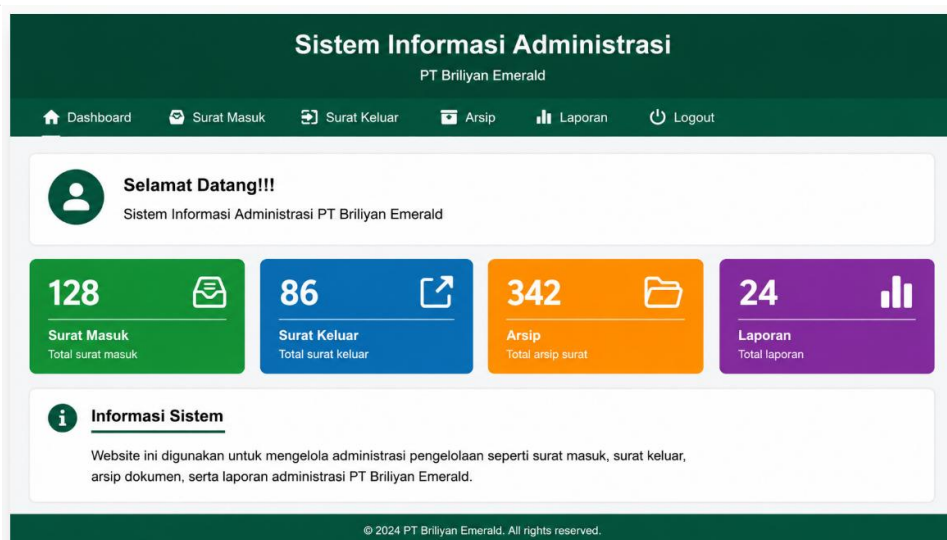 Sistem Informasi Administrasi
PT Briliyan Emerald
Dashboard
Surat Masuk
Surat Keluar
Arsip
Laporan
Logout
Selamat Datang!!!
Sistem Informasi Administrasi PT Briliyan Emerald
128
Surat Masuk
Total surat masuk
86
Surat Keluar
Total surat keluar
342
Arsip
Total arsip surat
24
Laporan
Total laporan
Informasi Sistem
Website ini digunakan untuk mengelola administrasi pengelolaan seperti surat masuk, surat keluar,
arsip dokumen, serta laporan administrasi PT Briliyan Emerald.
© 2024 PT Briliyan Emerald. All rights reserved.